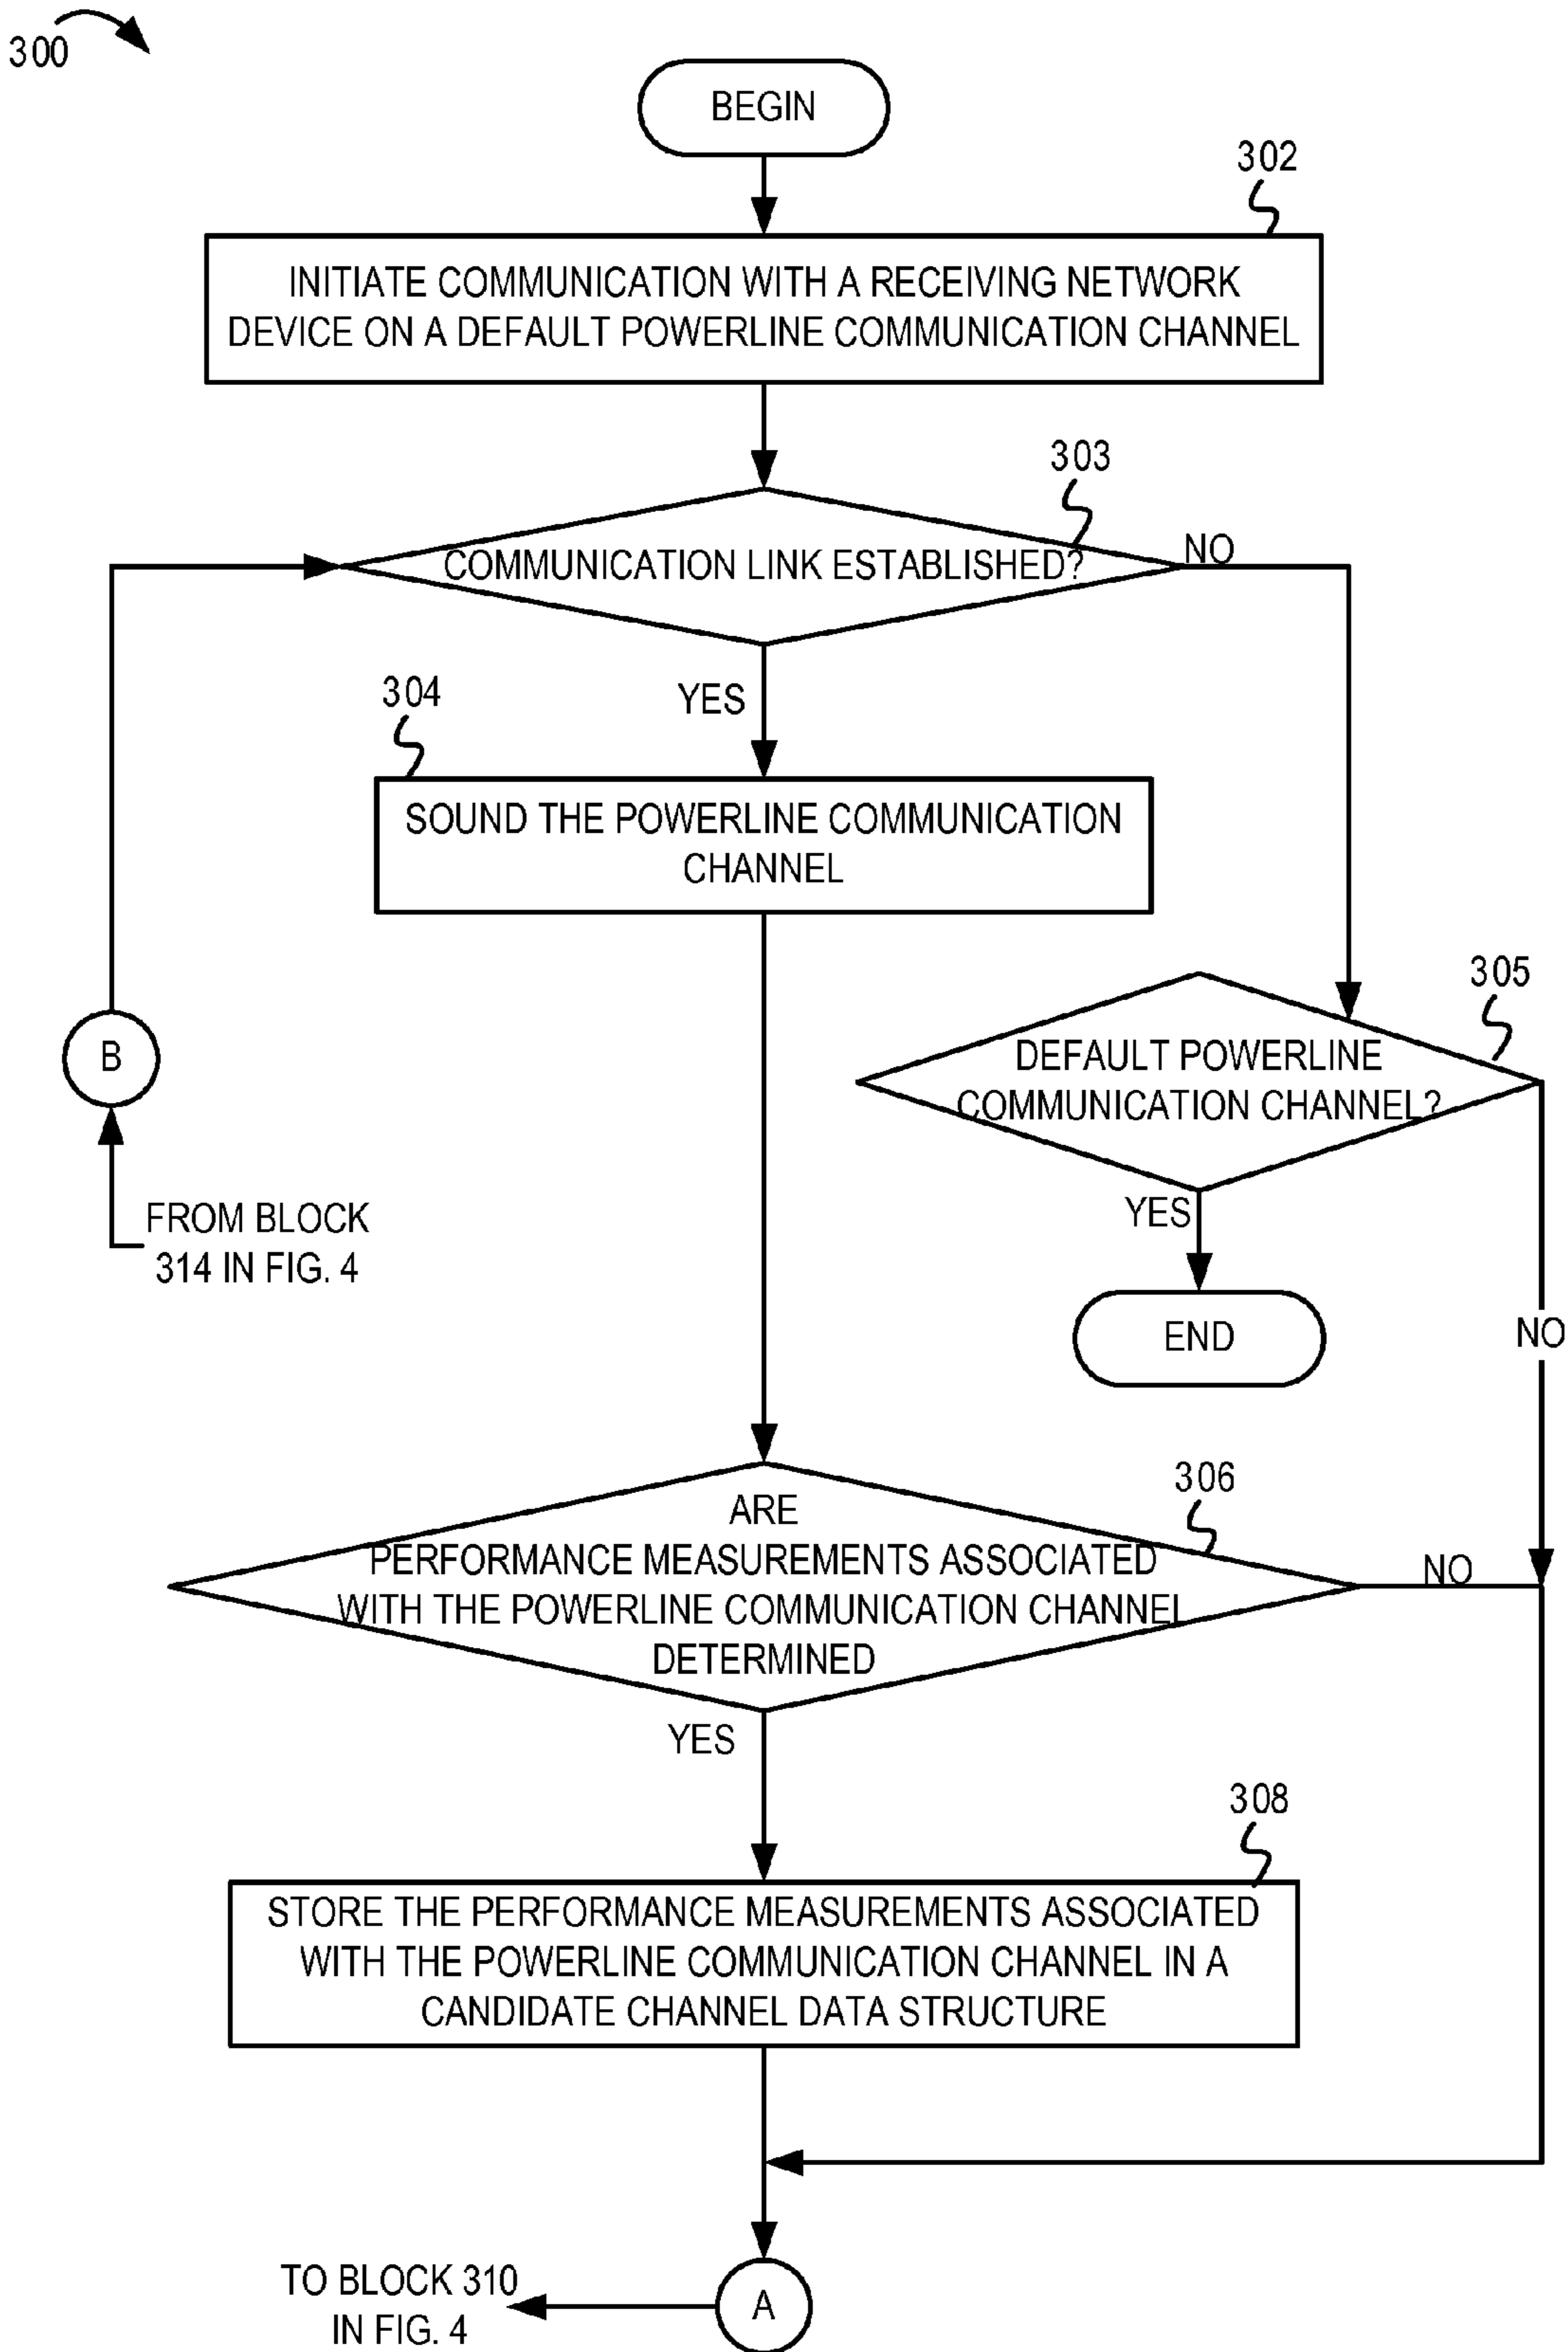 300
BEGIN
302
INITIATE COMMUNICATION WITH A RECEIVING NETWORK
DEVICE ON A DEFAULT POWERLINE COMMUNICATION CHANNEL
303
COMMUNICATION LINK ESTABLISHED?
NO
YES
304
SOUND THE POWERLINE COMMUNICATION
CHANNEL
305
DEFAULT POWERLINE
COMMUNICATION CHANNEL?
B
YES
FROM BLOCK
314 IN FIG. 4
END
NO
306
ARE
PERFORMANCE MEASUREMENTS ASSOCIATED
WITH THE POWERLINE COMMUNICATION CHANNEL
DETERMINED
NO
YES
308
STORE THE PERFORMANCE MEASUREMENTS ASSOCIATED
WITH THE POWERLINE COMMUNICATION CHANNEL IN A
CANDIDATE CHANNEL DATA STRUCTURE
TO BLOCK 310
IN FIG. 4
A